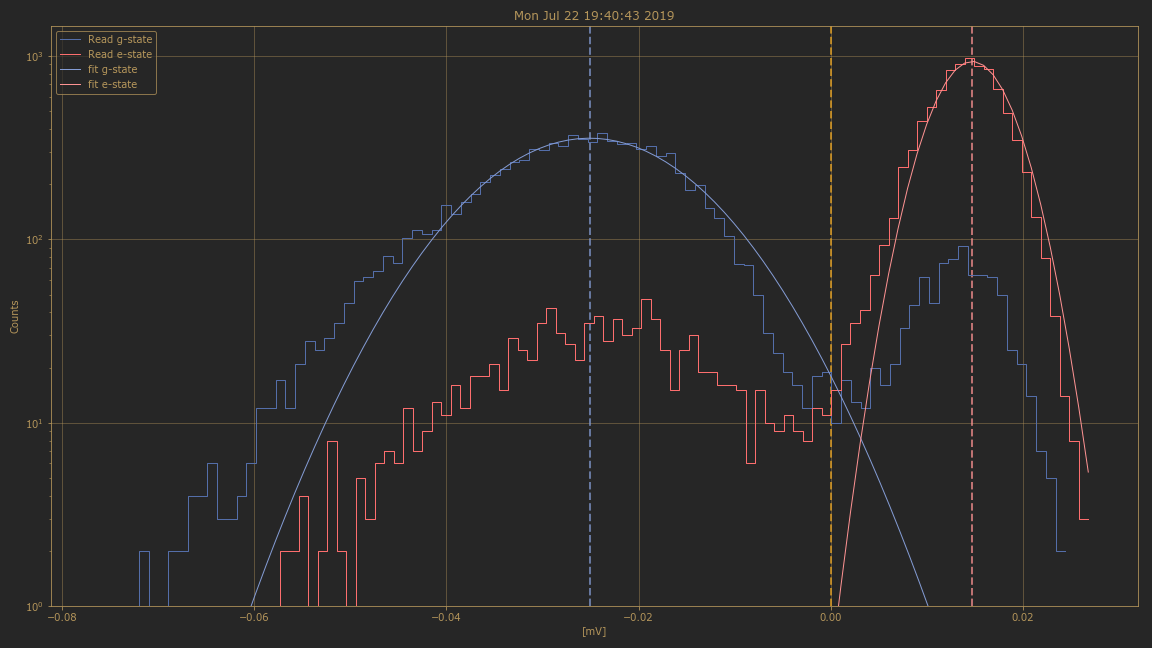 Mon Jul 22 19:40:43 2019
Read g-state
Read e-state
fit g-state
fit e-state
10³
10²
10¹
10⁰
Counts
−0.08
−0.06
−0.04
−0.02
0.00
0.02
[mV]